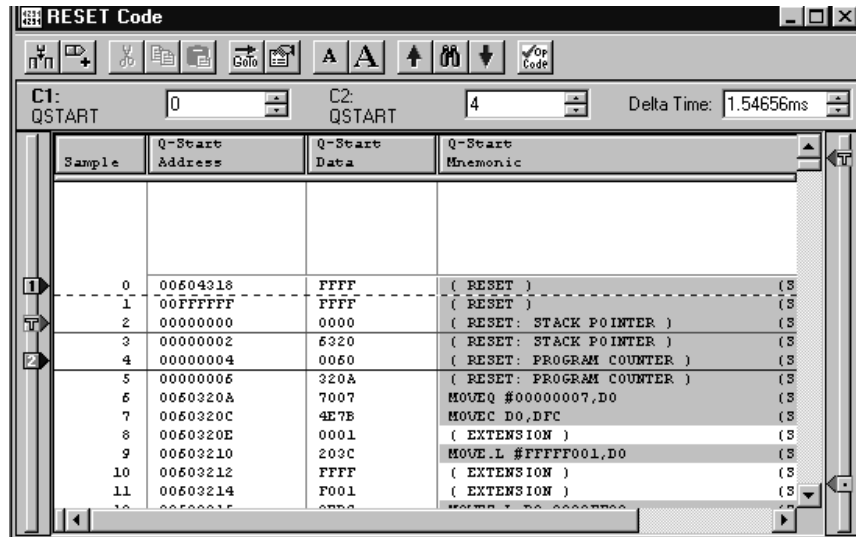 RESET Code
GoTo A A Op Code
C1: QSTART 0 C2: QSTART 4 Delta Time: 1.54656ms
Sample Q-Start Address Q-Start Data Q-Start Mnemonic
0 00604318 FFFF ( RESET ) (S
1 00FFFFFF FFFF ( RESET ) (S
2 00000000 0000 ( RESET: STACK POINTER ) (S
3 00000002 6320 ( RESET: STACK POINTER ) (S
4 00000004 0060 ( RESET: PROGRAM COUNTER ) (S
5 00000006 320A ( RESET: PROGRAM COUNTER ) (S
6 0060320A 7007 MOVEQ #00000007,D0 (S
7 0060320C 4E7B MOVEC D0,DFC (S
8 0060320E 0001 ( EXTENSION ) (S
9 00603210 203C MOVE.L #FFFFF001,D0 (S
10 00603212 FFFF ( EXTENSION ) (S
11 00603214 F001 ( EXTENSION ) (S